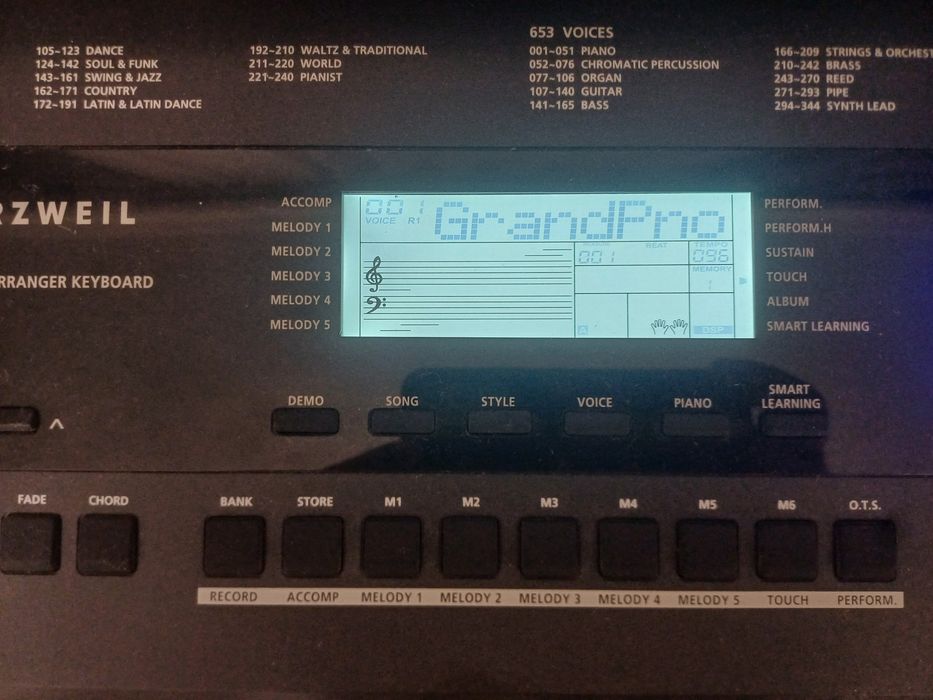 653 VOICES
105~123 DANCE
124~142 SOUL & FUNK
143~161 SWING & JAZZ
162~171 COUNTRY
172~191 LATIN & LATIN DANCE
192~210 WALTZ & TRADITIONAL
211~220 WORLD
221~240 PIANIST
001~051 PIANO
052~076 CHROMATIC PERCUSSION
077~106 ORGAN
107~140 GUITAR
141~165 BASS
166~209 STRINGS & ORCHEST
210~242 BRASS
243~270 REED
271~293 PIPE
294~344 SYNTH LEAD
RZWEIL
RRANGER KEYBOARD
ACCOMP
MELODY 1
MELODY 2
MELODY 3
MELODY 4
MELODY 5
001 GrandPno
VOICE R1
MEASURE BEAT TEMPO
001 096
MEMORY
1
A DSP
PERFORM.
PERFORM.H
SUSTAIN
TOUCH
ALBUM
SMART LEARNING
^
DEMO SONG STYLE VOICE PIANO SMART
LEARNING
FADE CHORD BANK STORE M1 M2 M3 M4 M5 M6 O.T.S.
RECORD ACCOMP MELODY 1 MELODY 2 MELODY 3 MELODY 4 MELODY 5 TOUCH PERFORM.